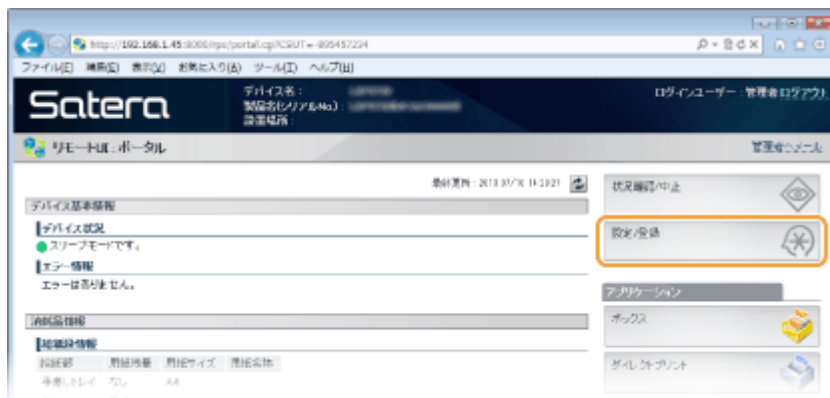 http://192.168.1.45:8000/rps/portal.cgi?CSUT=-895457224
ファイル(E) 編集(E) 表示(V) お気に入り(A) ツール(T) ヘルプ(H)
Satera
デバイス名 :
製品名(シリアルNo.) :
設置場所 :
ログインユーザー : 管理者 ログアウト
リモートUI : ポータル
管理者へメール
最終更新 :
デバイス基本情報
デバイス状況
スリープモードです。
エラー情報
エラーはありません。
消耗品情報
給紙段情報
給紙部 用紙残量 用紙サイズ 用紙名称
手差しトレイ なし A4
状況確認/中止
設定/登録
アプリケーション
ボックス
ダイレクトプリント